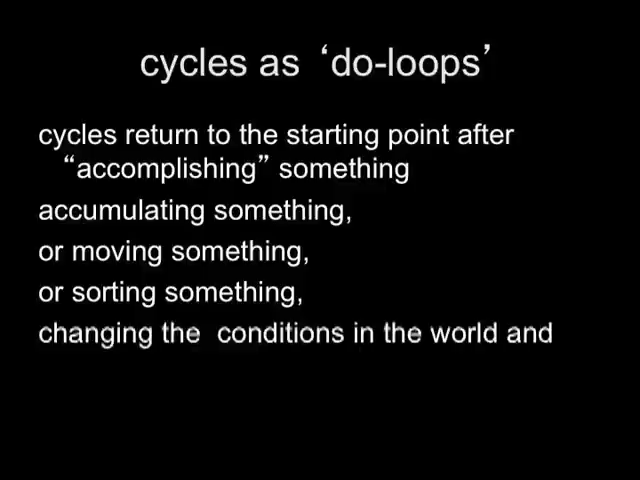 cycles as ‘do-loops’
cycles return to the starting point after
“accomplishing” something
accumulating something,
or moving something,
or sorting something,
changing the conditions in the world and